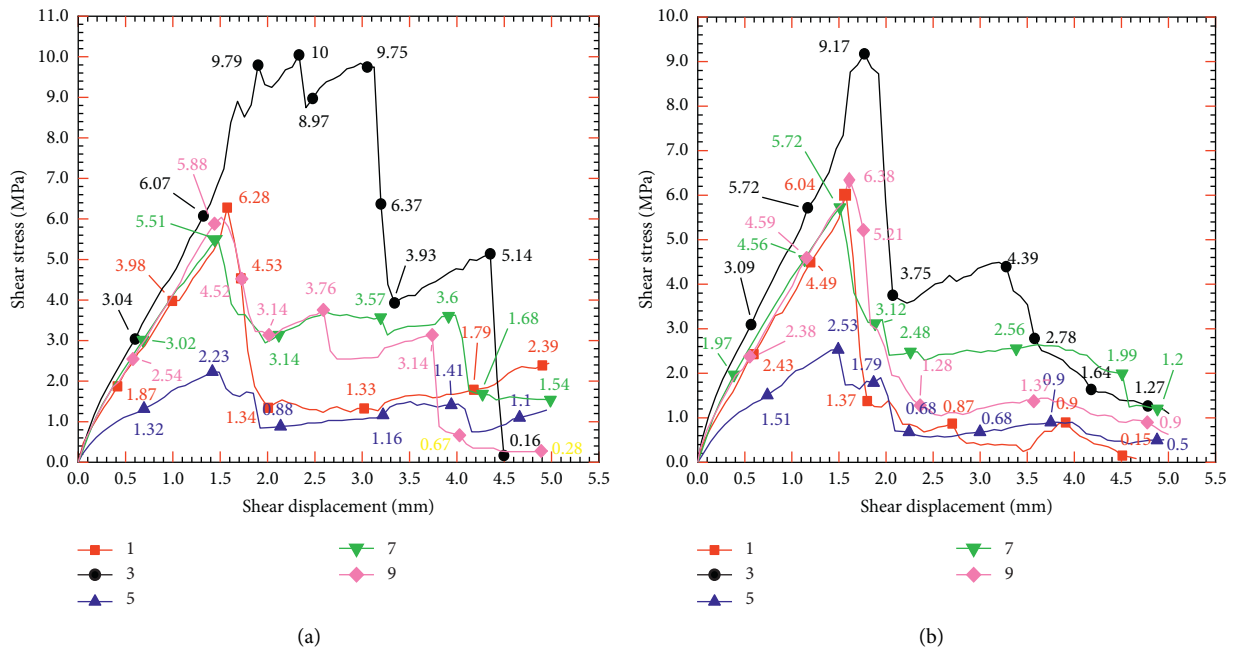 11.0
10.0
9.0
8.0
7.0
6.0
5.0
4.0
3.0
2.0
1.0
0.0
Shear stress (MPa)
0.0 0.5 1.0 1.5 2.0 2.5 3.0 3.5 4.0 4.5 5.0 5.5
Shear displacement (mm)
9.79 10 9.75
8.97
5.88
6.07 6.28 6.37
5.51
3.98 4.53 3.93 5.14
4.52
3.04 3.14 3.76 3.57 3.6 1.68
3.02 3.14 3.14
2.54 2.23 1.79 2.39
1.87 1.41
1.32 1.34 0.88 1.33 1.16 1.1 1.54
0.67 0.16 0.28
1 7
3 9
5
(a)
10.0
9.0
8.0
7.0
6.0
5.0
4.0
3.0
2.0
1.0
0.0
Shear stress (MPa)
0.0 0.5 1.0 1.5 2.0 2.5 3.0 3.5 4.0 4.5 5.0 5.5
Shear displacement (mm)
9.17
5.72
5.72 6.04 6.38
4.59 5.21
4.56 4.49 4.39
3.09 3.75
2.38 3.12
1.97 2.43 2.53 2.48 2.56 2.78
1.51 1.79 1.28 1.37 1.64 1.99 1.2
1.37 0.68 0.87 0.68 0.9 0.9 1.27 0.9
0.15 0.5
1 7
3 9
5
(b)